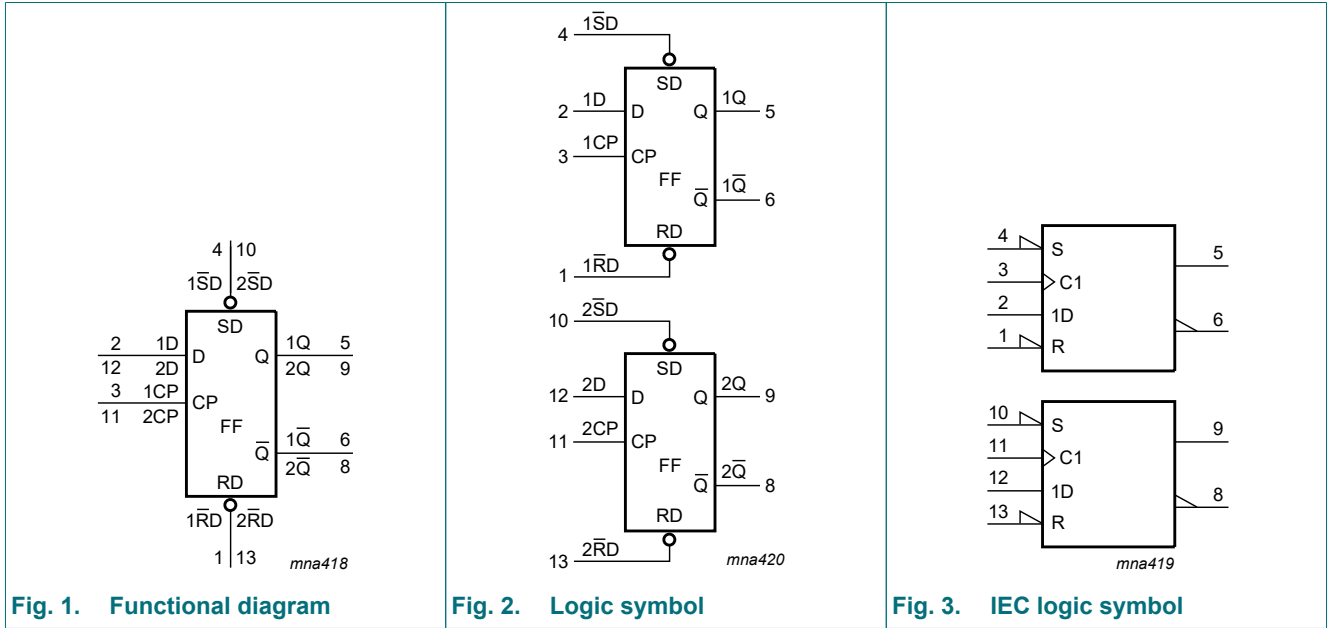 4 10
1S̅D 2S̅D
SD
2 1D D Q 1Q 5
12 2D 2Q 9
3 1CP CP
11 2CP
FF
Q̅ 1Q̅ 6
2Q̅ 8
RD
1R̅D 2R̅D
1 13
mna418
Fig. 1. Functional diagram
4 1S̅D
SD
2 1D D Q 1Q 5
3 1CP CP
FF
Q̅ 1Q̅ 6
RD
1 1R̅D
10 2S̅D
SD
12 2D D Q 2Q 9
11 2CP CP
FF
Q̅ 2Q̅ 8
RD
13 2R̅D
mna420
Fig. 2. Logic symbol
4 S 5
3 C1
2 1D 6
1 R
10 S 9
11 C1
12 1D 8
13 R
mna419
Fig. 3. IEC logic symbol